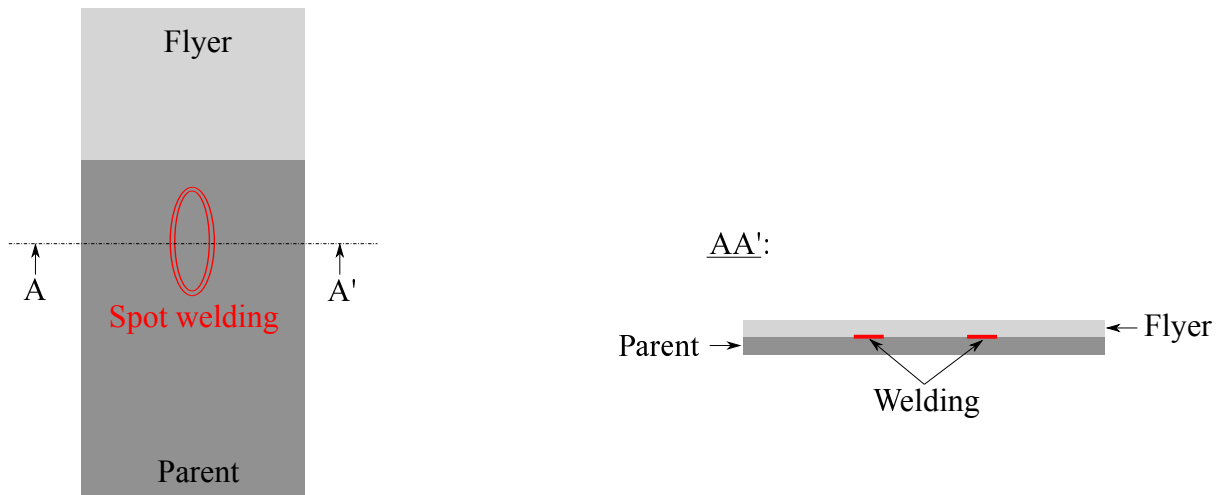 Flyer
A
A'
Spot welding
Parent
AA':
Flyer
Parent
Welding